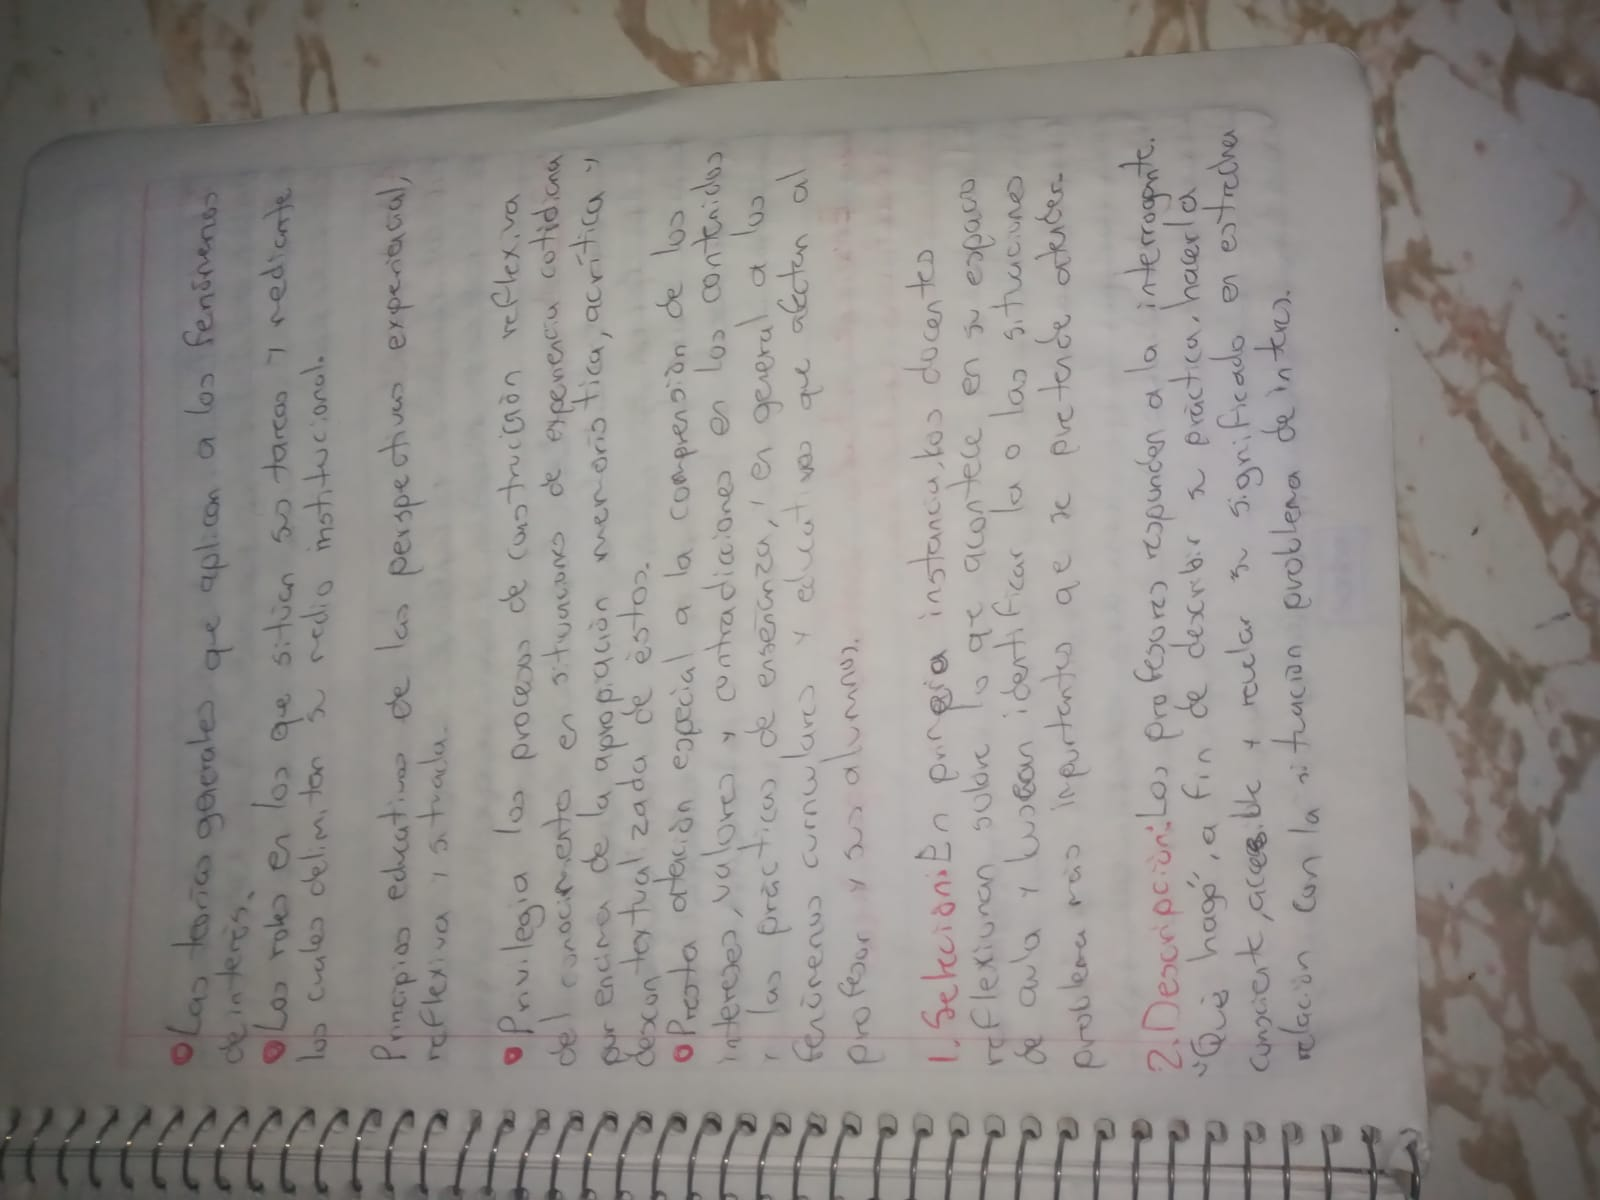 • Las teorías generales que aplican a los fenómenos
de interés.
• Los roles en los que sitúan sus tareas y mediante
los cuales delimitan su medio institucional.
Principios educativos de las perspectivas experiencial,
reflexiva y situada.
• Privilegia los procesos de construcción reflexiva
del conocimiento en situaciones de experiencia cotidiana
por encima de la apropiación memorística, acrítica y
descontextualizada de éstos.
• Presta atención especial a la comprensión de los
intereses, valores y contradicciones en los contenidos
y las prácticas de enseñanza, y en general a los
fenómenos curriculares y educativos que afectan al
profesor y sus alumnos.
1. Selección: En primera instancia, los docentes
reflexionan sobre lo que acontece en su espacio
de aula y buscan identificar la o las situaciones
problema más importantes que se pretende atender.
2. Descripción: Los profesores responden a la interrogante.
"Qué hago", a fin de describir su práctica, hacerla
consciente, accesible y revelar su significado en estrecha
relación con la situación problema de interés.